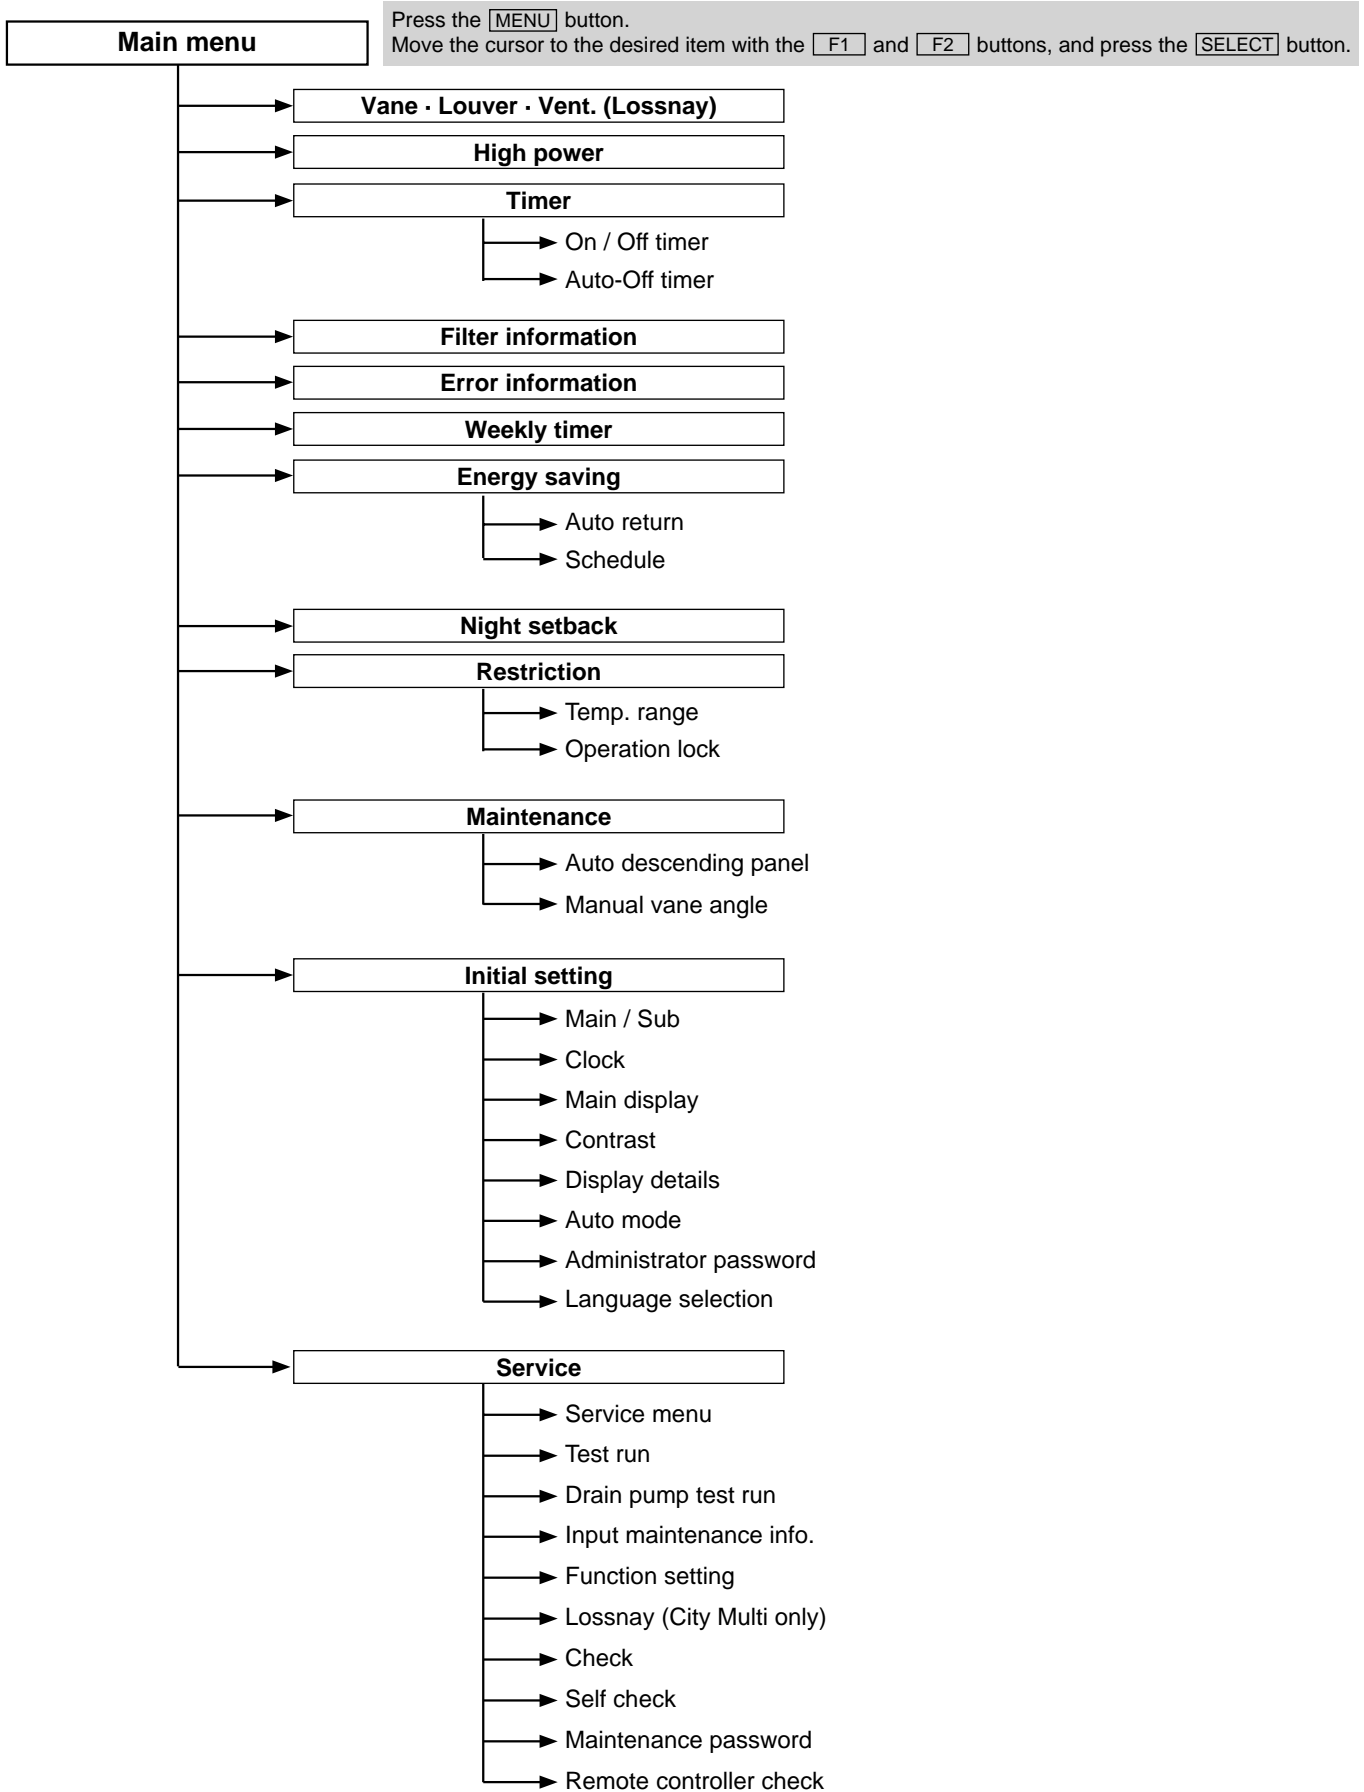 Main menu
Press the MENU button.
Move the cursor to the desired item with the F1 and F2 buttons, and press the SELECT button.
Vane · Louver · Vent. (Lossnay)
High power
Timer
On / Off timer
Auto-Off timer
Filter information
Error information
Weekly timer
Energy saving
Auto return
Schedule
Night setback
Restriction
Temp. range
Operation lock
Maintenance
Auto descending panel
Manual vane angle
Initial setting
Main / Sub
Clock
Main display
Contrast
Display details
Auto mode
Administrator password
Language selection
Service
Service menu
Test run
Drain pump test run
Input maintenance info.
Function setting
Lossnay (City Multi only)
Check
Self check
Maintenance password
Remote controller check